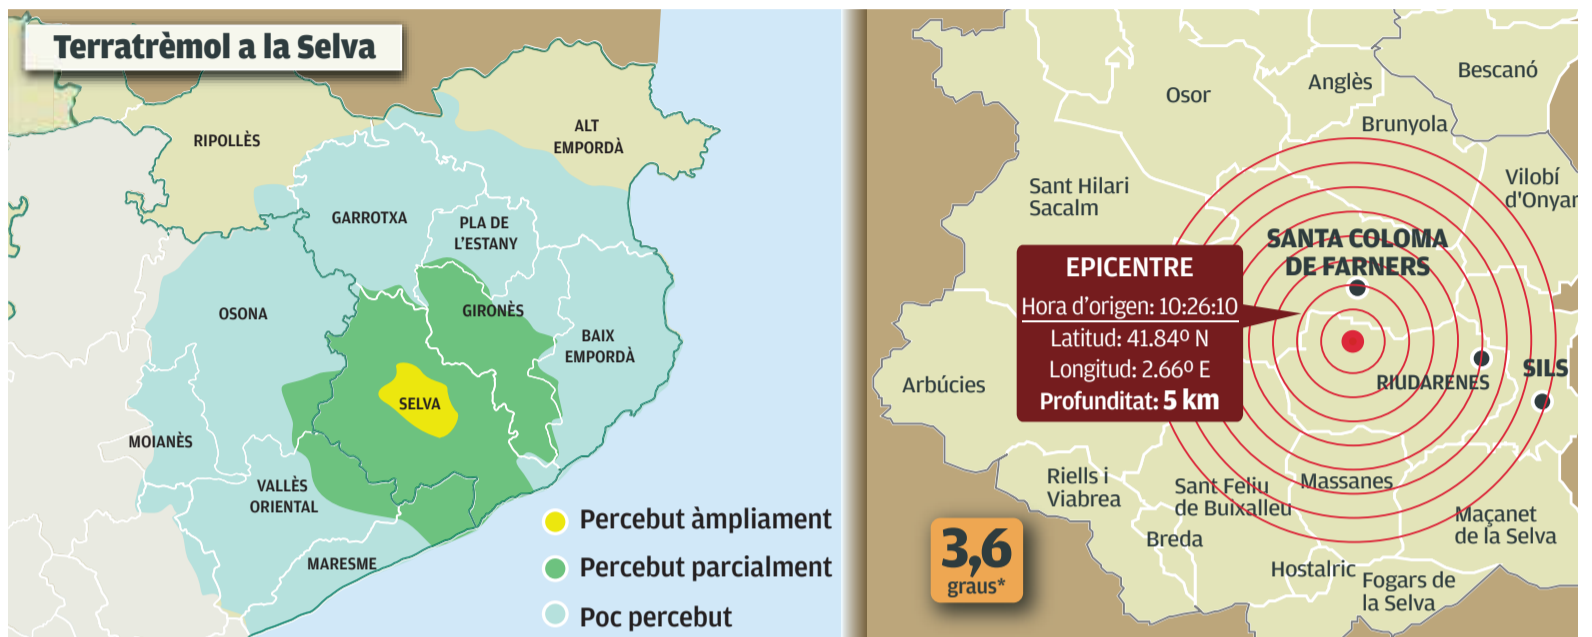 Terratrèmol a la Selva
RIPOLLÈS
ALT
EMPORDÀ
GARROTXA
PLA DE
L'ESTANY
OSONA
GIRONÈS
BAIX
EMPORDÀ
SELVA
MOIANÈS
VALLÈS
ORIENTAL
MARESME
Percebut àmpliament
Percebut parcialment
Poc percebut
Osor
Anglès
Bescanó
Brunyola
Sant Hilari
Sacalm
Vilobí
d'Onyar
SANTA COLOMA
DE FARNERS
EPICENTRE
Hora d'origen: 10:26:10
Latitud: 41.84º N
Longitud: 2.66º E
Profunditat: 5 km
Arbúcies
RIUDARENES
SILS
Riells i
Viabrea
Sant Feliu
de Buixalleu
Massanes
Breda
Maçanet
de la Selva
Hostalric
Fogars de
la Selva
3,6
graus*